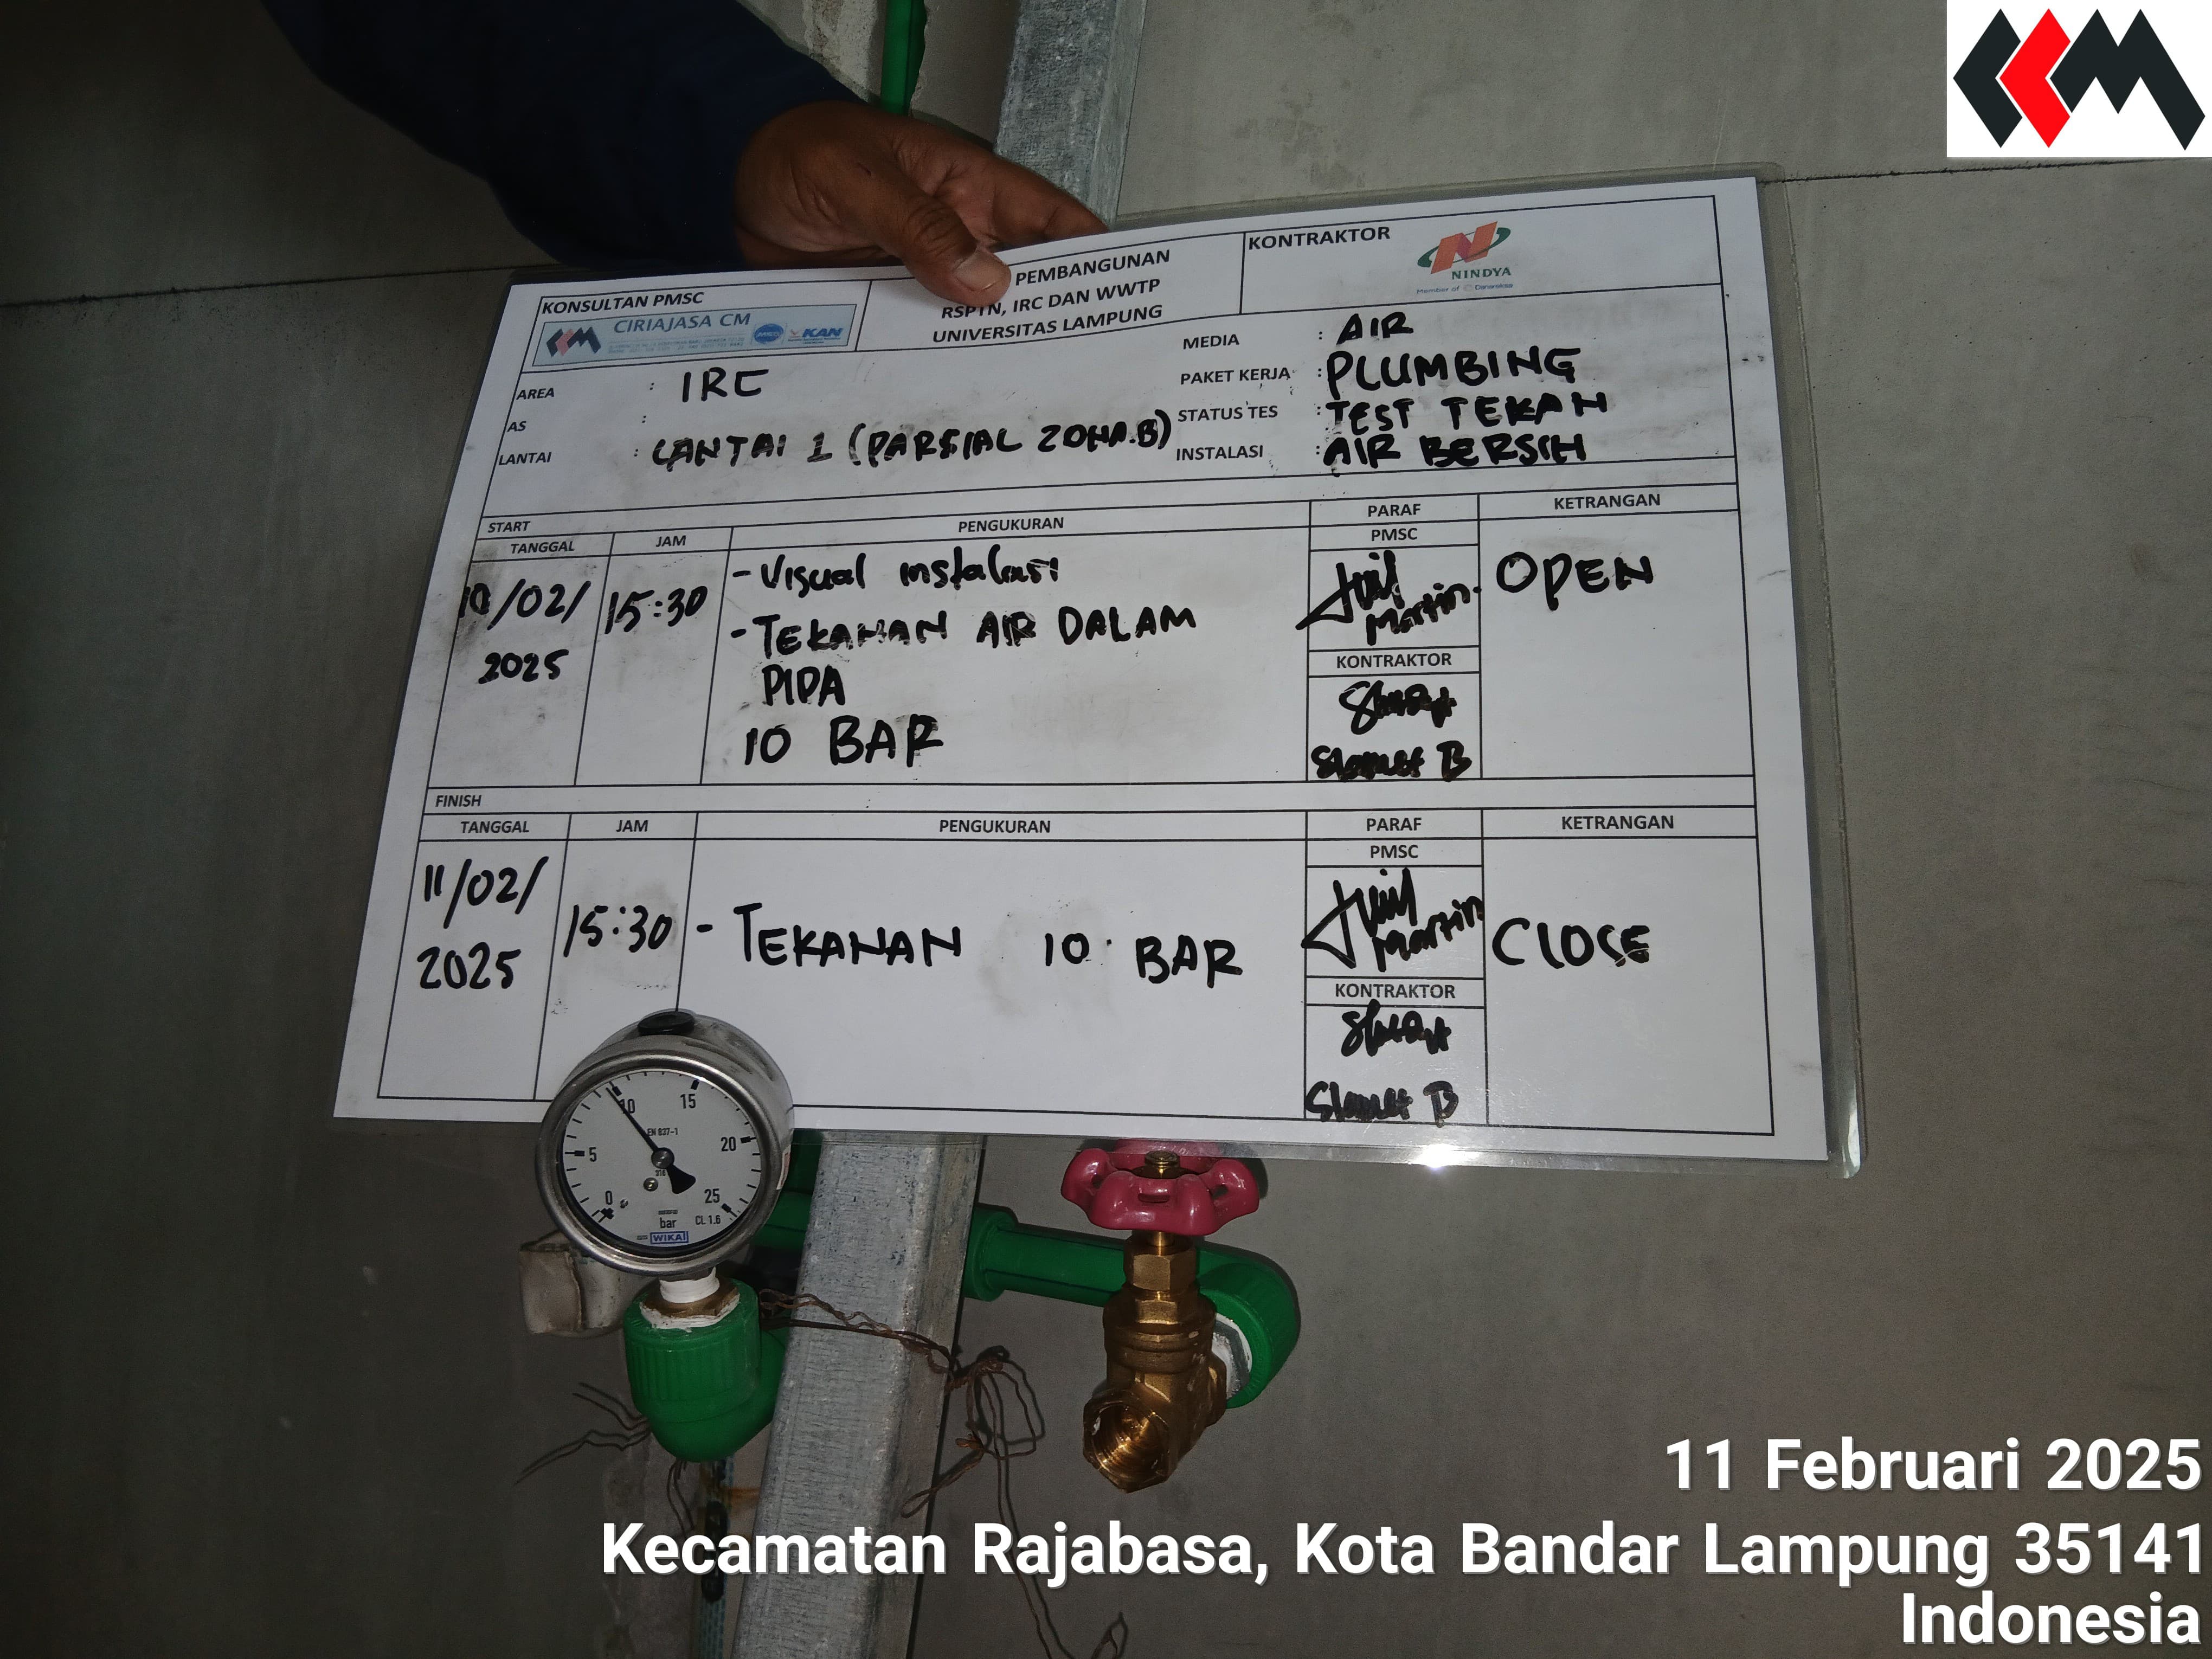 KONSULTAN PMSC
CIRIAJASA CM
KAN
PEMBANGUNAN
RSPTN, IRC DAN WWTP
UNIVERSITAS LAMPUNG
KONTRAKTOR
NINDYA
Member of Danareksa
AREA : IRC
AS :
LANTAI : LANTAI 1 (PARSIAL ZONA.B)
MEDIA : AIR
PAKET KERJA : PLUMBING
STATUS TES : TEST TEKAN
INSTALASI : AIR BERSIH
START
TANGGAL JAM PENGUKURAN PARAF KETRANGAN
PMSC
10/02/
2025
15:30
- Visual instalasi
- TEKANAN AIR DALAM
PIPA
10 BAR
Martin
KONTRAKTOR
Slamet B
OPEN
FINISH
TANGGAL JAM PENGUKURAN PARAF KETRANGAN
PMSC
11/02/
2025
15:30
- TEKANAN 10 BAR
Martin
KONTRAKTOR
Slamet B
CLOSE
0 5 10 15 20 25
EN 837-1
316
bar
CL 1.6
WIKAI
11 Februari 2025
Kecamatan Rajabasa, Kota Bandar Lampung 35141
Indonesia